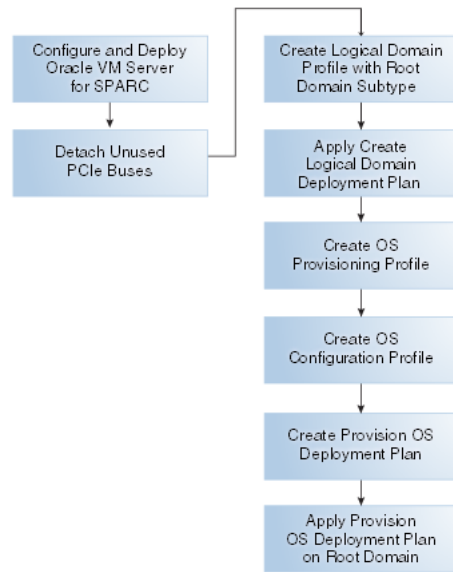 Configure and Deploy
Oracle VM Server
for SPARC
Detach Unused
PCIe Buses
Create Logical Domain
Profile with Root
Domain Subtype
Apply Create
Logical Domain
Deployment Plan
Create OS
Provisioning Profile
Create OS
Configuration Profile
Create Provision OS
Deployment Plan
Apply Provision
OS Deployment Plan
on Root Domain